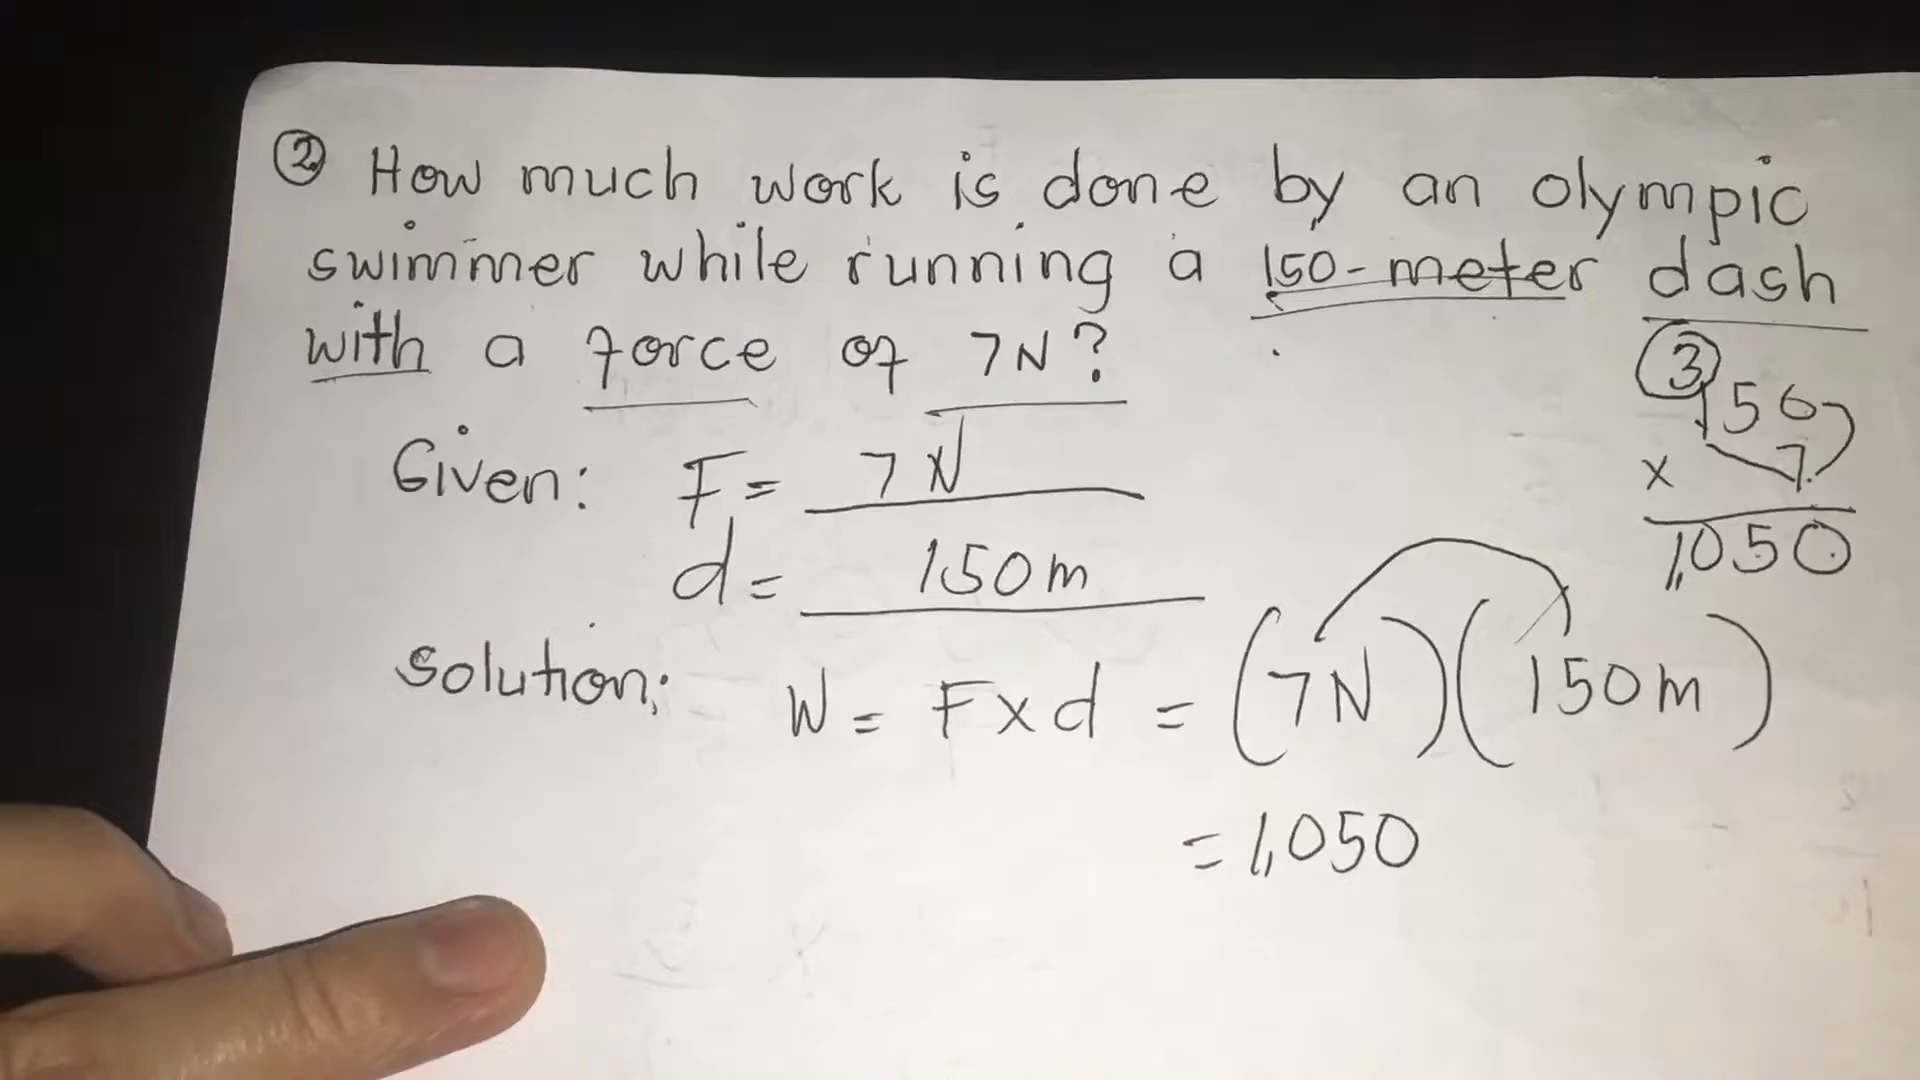 ② How much work is done by an olympic
swimmer while running a 150-meter dash
with a force of 7N?
③
150
x 7
1,050
Given: F = 7N
d = 150m
Solution: W = F x d = (7N)(150m)
= 1,050